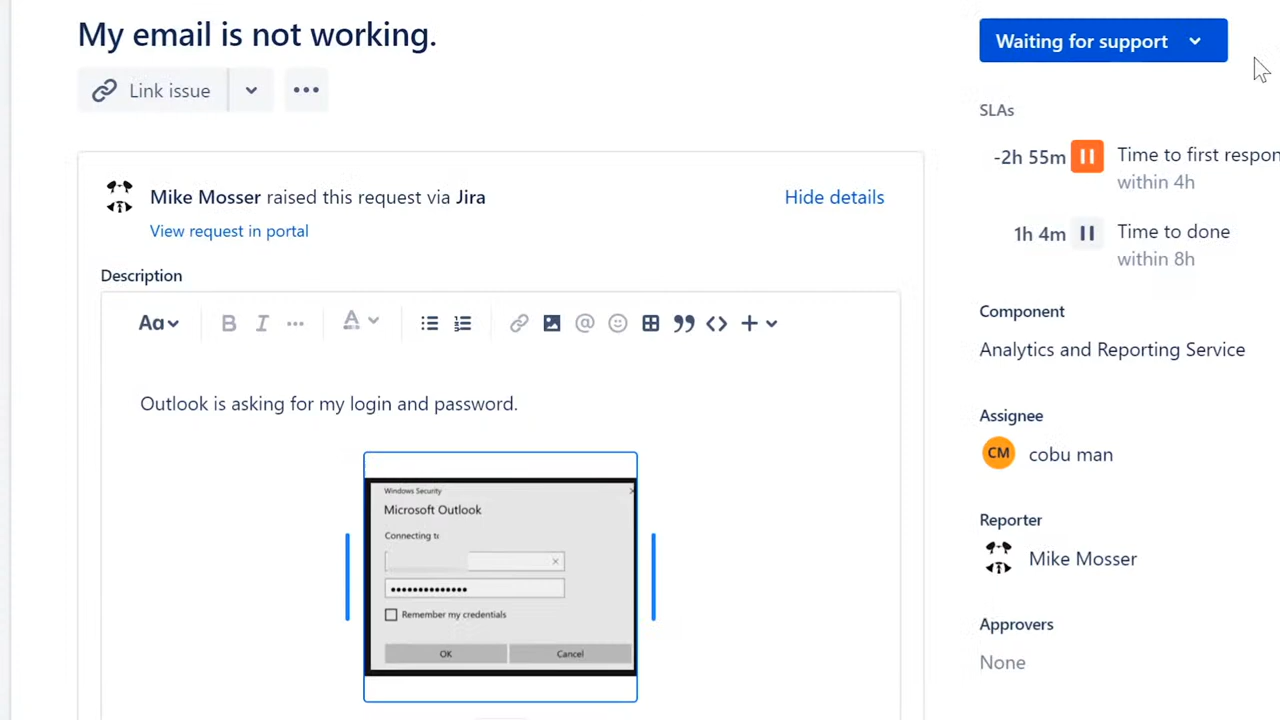 My email is not working.
Waiting for support
Link issue
SLAs
-2h 55m Time to first respon
within 4h
Mike Mosser raised this request via Jira
Hide details
View request in portal
1h 4m Time to done
within 8h
Description
Aa B I A @ <> +
Component
Analytics and Reporting Service
Outlook is asking for my login and password.
Assignee
CM cobu man
Windows Security
Microsoft Outlook
Connecting to
Remember my credentials
OK Cancel
Reporter
Mike Mosser
Approvers
None